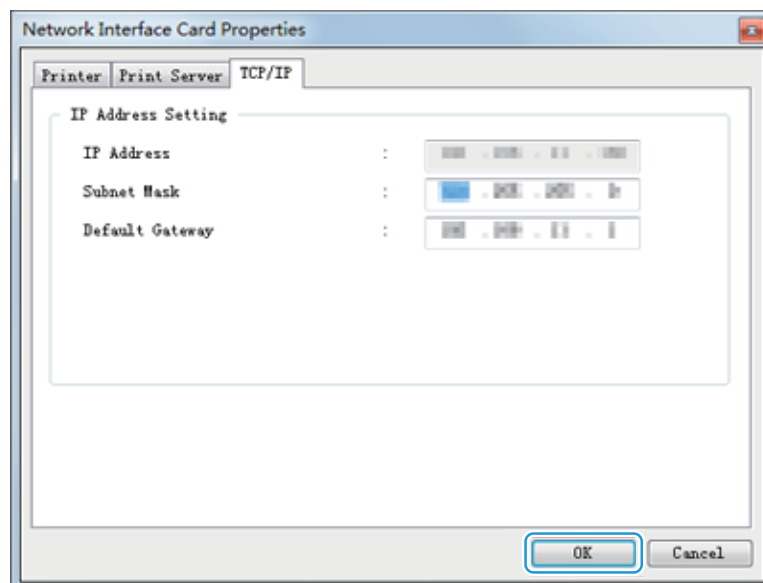 Network Interface Card Properties
Printer Print Server TCP/IP
IP Address Setting
IP Address :
Subnet Mask :
Default Gateway :
OK Cancel